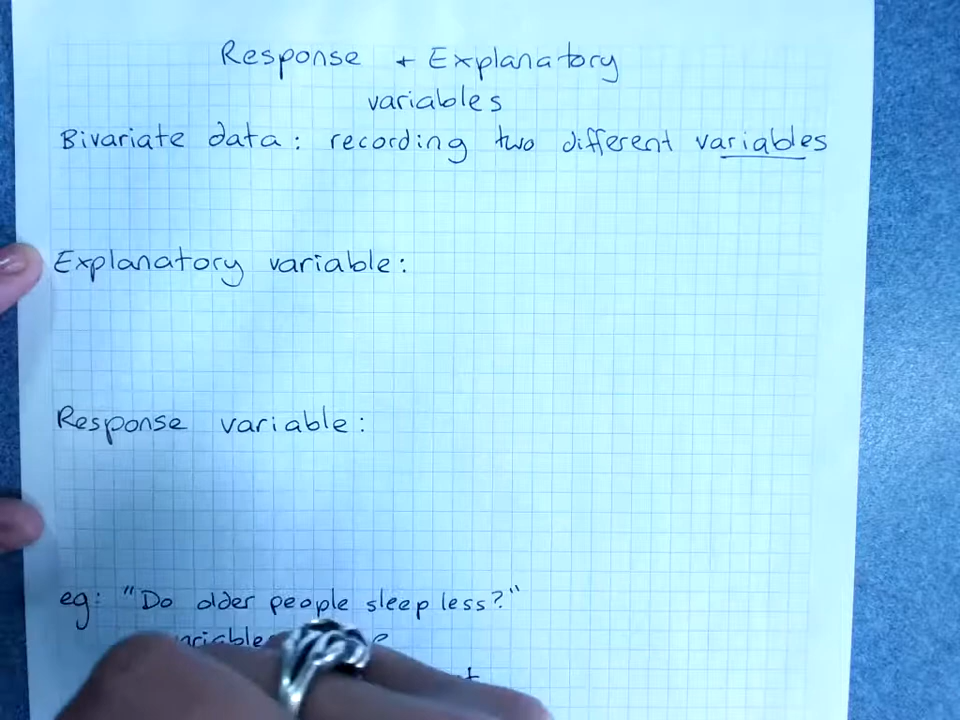 Response + Explanatory
variables
Bivariate data: recording two different variables
Explanatory variable:
Response variable:
eg: "Do older people sleep less?"